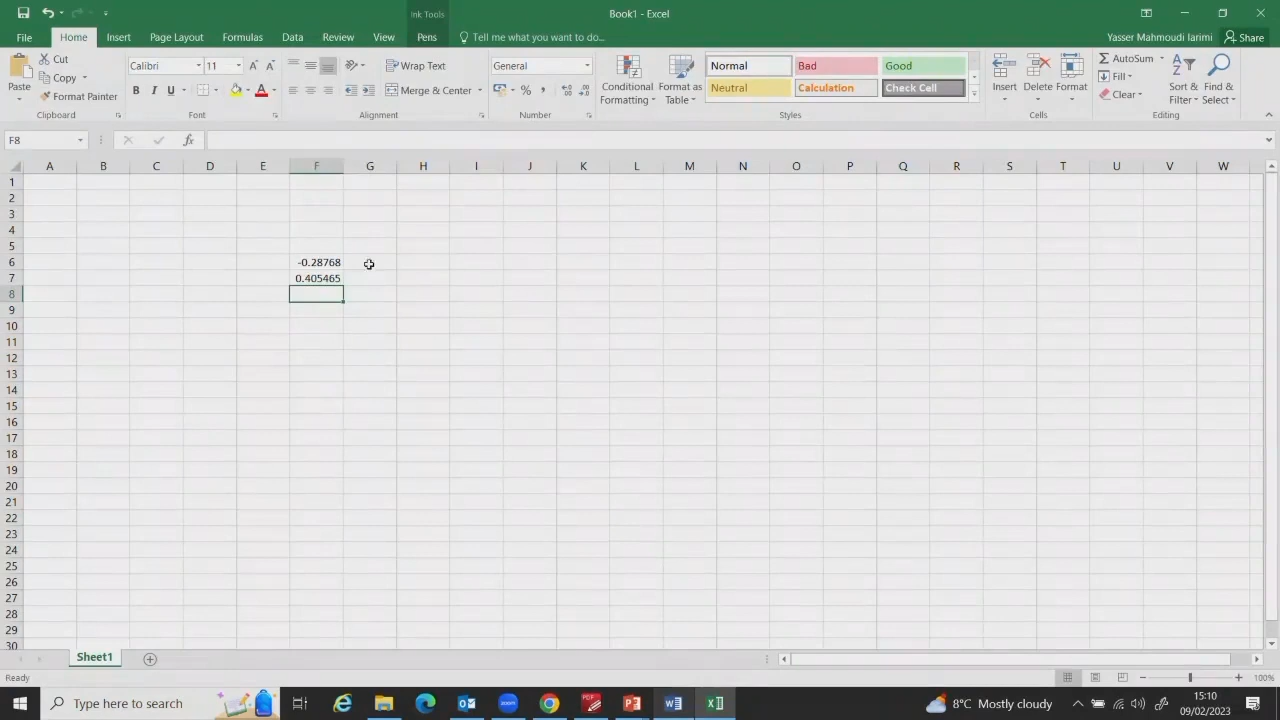 Ink Tools
Book1 - Excel
File Home Insert Page Layout Formulas Data Review View Pens Tell me what you want to do... Yasser Mahmoudi larimi Share
Paste
Cut
Copy
Format Painter
Clipboard
Calibri 11
B I U
Font
Wrap Text
Merge & Center
Alignment
General
%
Number
Conditional Formatting
Format as Table
Normal Bad Good
Neutral Calculation Check Cell
Styles
Insert Delete Format
Cells
AutoSum
Fill
Clear
Sort & Filter
Find & Select
Editing
F8 fx
A B C D E F G H I J K L M N O P Q R S T U V W
1
2
3
4
5
6 -0.28768
7 0.405465
8
9
10
11
12
13
14
15
16
17
18
19
20
21
22
23
24
25
26
27
28
29
30
Sheet1
Ready 100%
Type here to search
8°C Mostly cloudy
15:10
09/02/2023